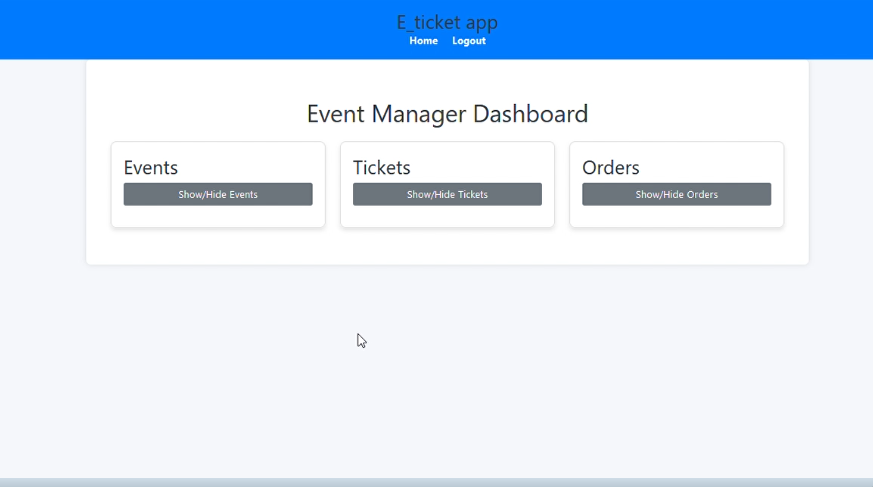 E_ticket app
Home Logout
Event Manager Dashboard
Events
Show/Hide Events
Tickets
Show/Hide Tickets
Orders
Show/Hide Orders